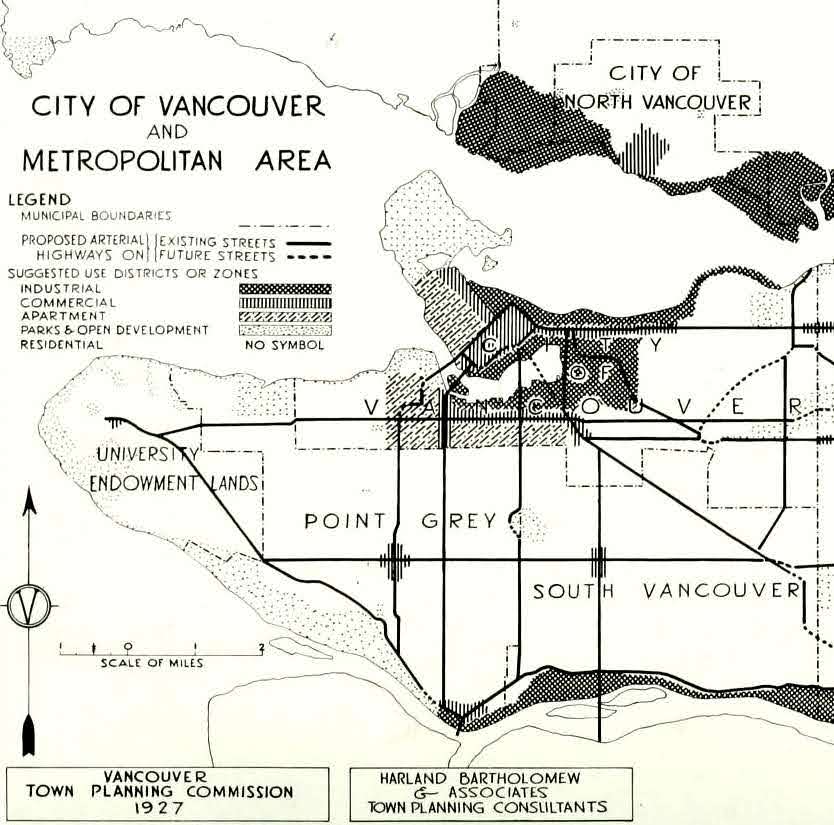 CITY OF VANCOUVER
AND
METROPOLITAN AREA
LEGEND
MUNICIPAL BOUNDARIES
PROPOSED ARTERIAL EXISTING STREETS
HIGHWAYS ON FUTURE STREETS
SUGGESTED USE DISTRICTS OR ZONES
INDUSTRIAL
COMMERCIAL
APARTMENT
PARKS & OPEN DEVELOPMENT
RESIDENTIAL NO SYMBOL
CITY OF
NORTH VANCOUVER
CITY
OF
VANCOUVER
UNIVERSITY
ENDOWMENT LANDS
POINT GREY
SOUTH VANCOUVER
V
1 0 1 2
SCALE OF MILES
VANCOUVER
TOWN PLANNING COMMISSION
1927
HARLAND BARTHOLOMEW
& ASSOCIATES
TOWN PLANNING CONSULTANTS